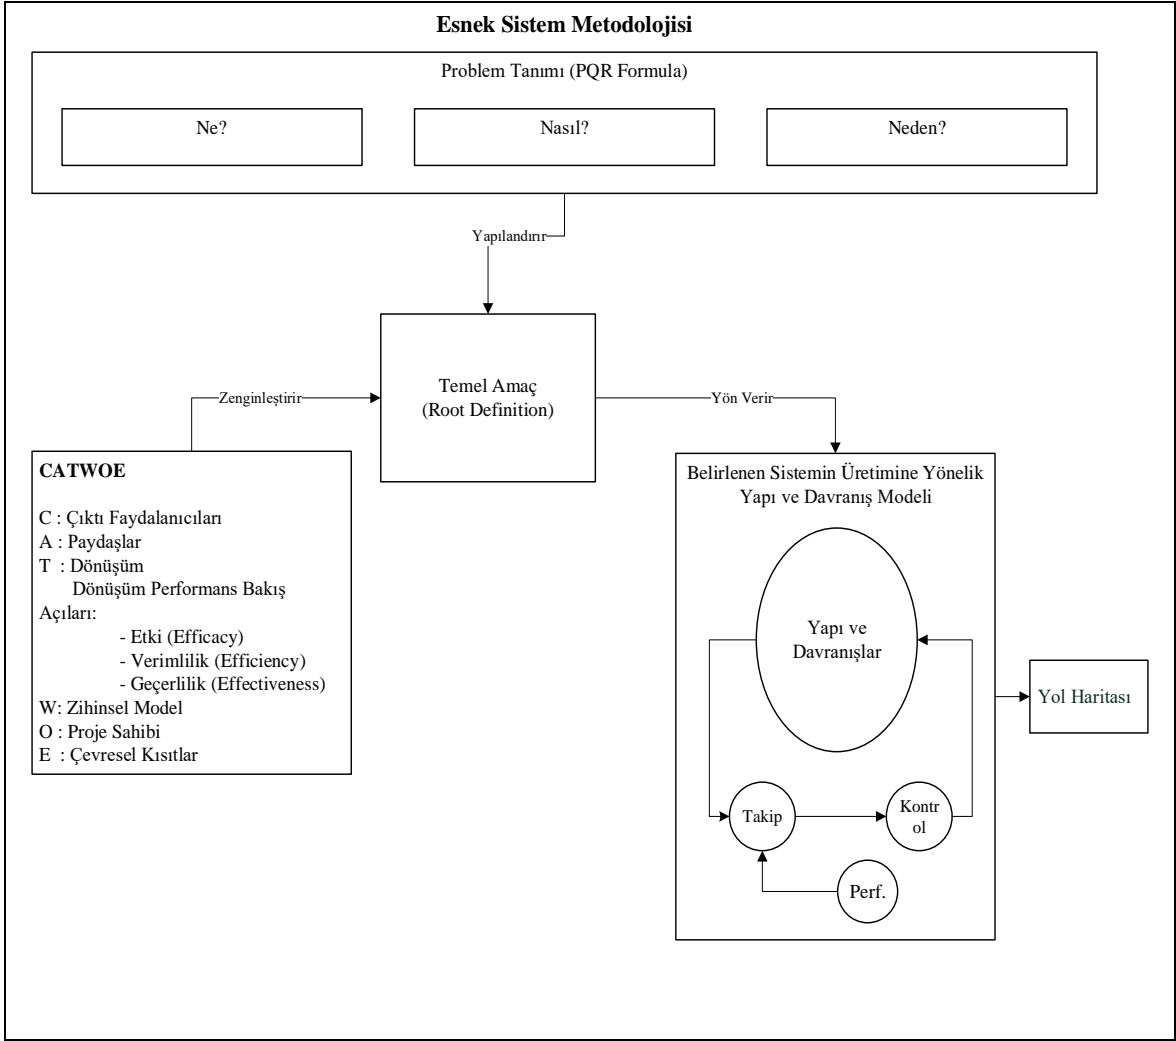 Esnek Sistem Metodolojisi
Problem Tanımı (PQR Formula)
Ne?
Nasıl?
Neden?
Yapılandırır
Temel Amaç
(Root Definition)
Zenginleştirir
Yön Verir
CATWOE
C : Çıktı Faydalanıcıları
A : Paydaşlar
T : Dönüşüm
Dönüşüm Performans Bakış
Açıları:
- Etki (Efficacy)
- Verimlilik (Efficiency)
- Geçerlilik (Effectiveness)
W: Zihinsel Model
O : Proje Sahibi
E : Çevresel Kısıtlar
Belirlenen Sistemin Üretimine Yönelik
Yapı ve Davranış Modeli
Yapı ve
Davranışlar
Takip
Kontr
ol
Perf.
Yol Haritası